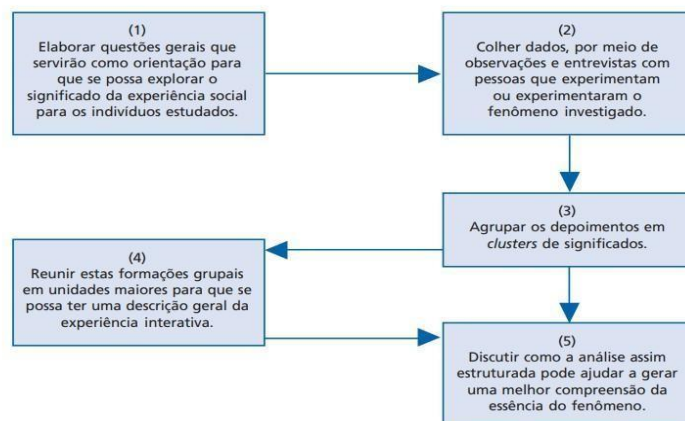 (1)
Elaborar questões gerais que
servirão como orientação para
que se possa explorar o
significado da experiência social
para os indivíduos estudados.
(2)
Colher dados, por meio de
observações e entrevistas com
pessoas que experimentam
ou experimentaram o
fenômeno investigado.
(3)
Agrupar os depoimentos em
clusters de significados.
(4)
Reunir estas formações grupais
em unidades maiores para que se
possa ter uma descrição geral da
experiência interativa.
(5)
Discutir como a análise assim
estruturada pode ajudar a gerar
uma melhor compreensão da
essência do fenômeno.